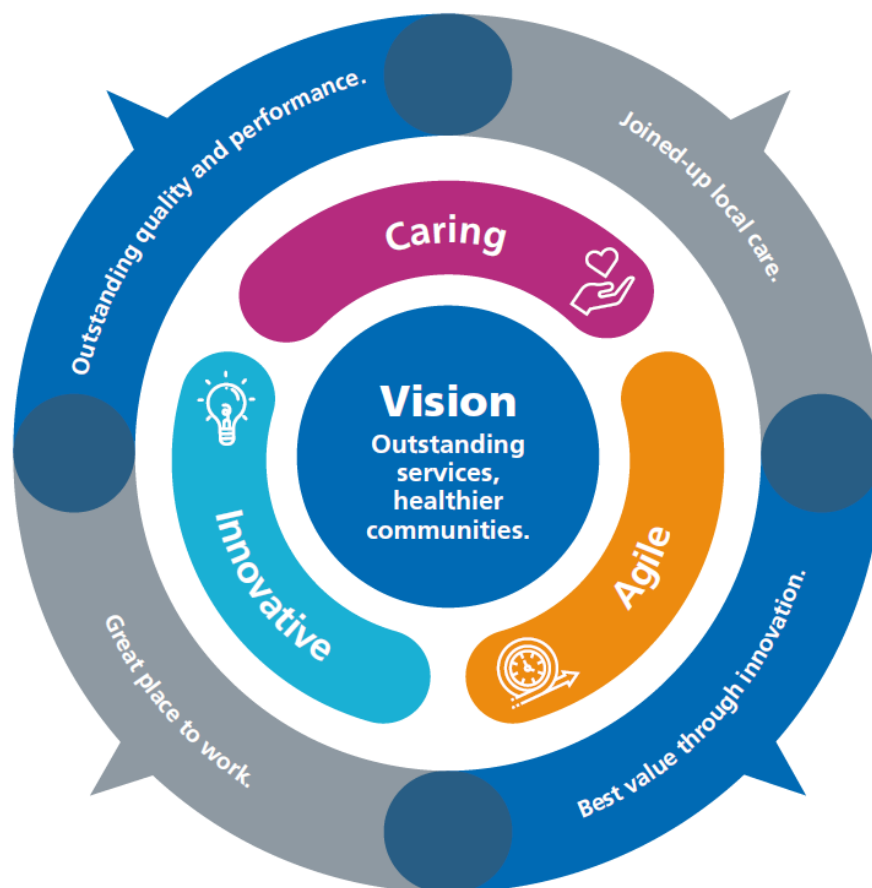 Outstanding quality and performance.
Joined-up local care.
Caring
Vision
Outstanding
services,
healthier
communities.
Innovative
Agile
Great place to work.
Best value through innovation.